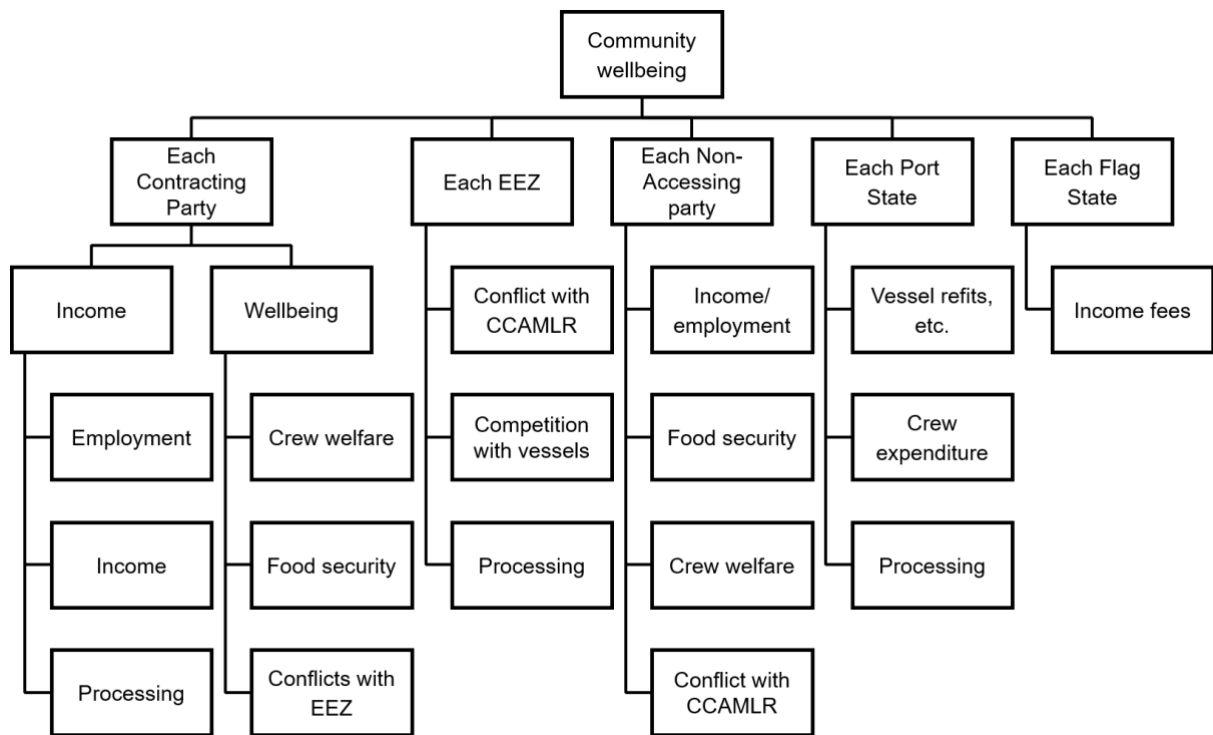 Community
wellbeing
Each
Contracting
Party
Each EEZ
Each Non-
Accessing
party
Each Port
State
Each Flag
State
Income
Wellbeing
Conflict with
CCAMLR
Income/
employment
Vessel refits,
etc.
Income fees
Employment
Crew welfare
Competition
with vessels
Food security
Crew
expenditure
Income
Food security
Processing
Crew welfare
Processing
Processing
Conflicts with
EEZ
Conflict with
CCAMLR